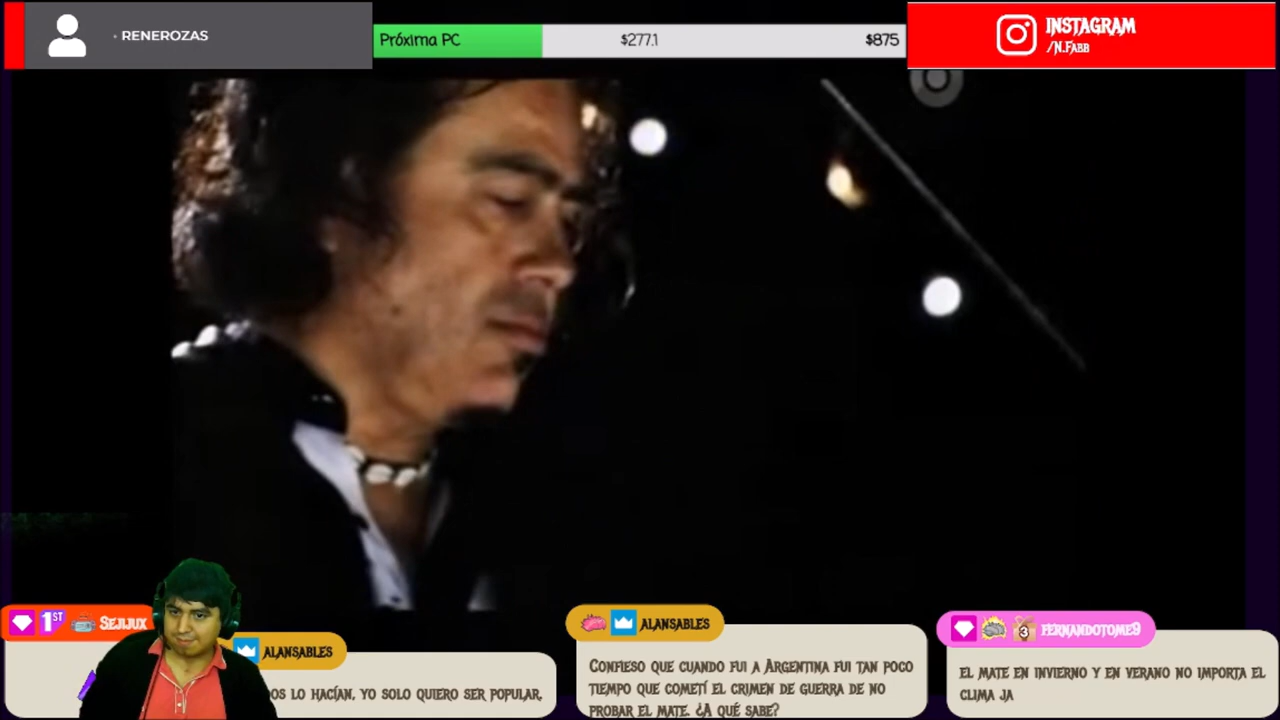 · RENEROZAS
Próxima PC
$277.1
$875
INSTAGRAM
/N.FABB
1ST
SEJIJUX
ALANSABLES
DOS LO HACÍAN, YO SOLO QUIERO SER POPULAR,
ALANSABLES
CONFIESO QUE CUANDO FUI A ARGENTINA FUI TAN POCO
TIEMPO QUE COMETÍ EL CRIMEN DE GUERRA DE NO
PROBAR EL MATE. ¿A QUÉ SABE?
3
FERNANDOTOME9
EL MATE EN INVIERNO Y EN VERANO NO IMPORTA EL
CLIMA JA